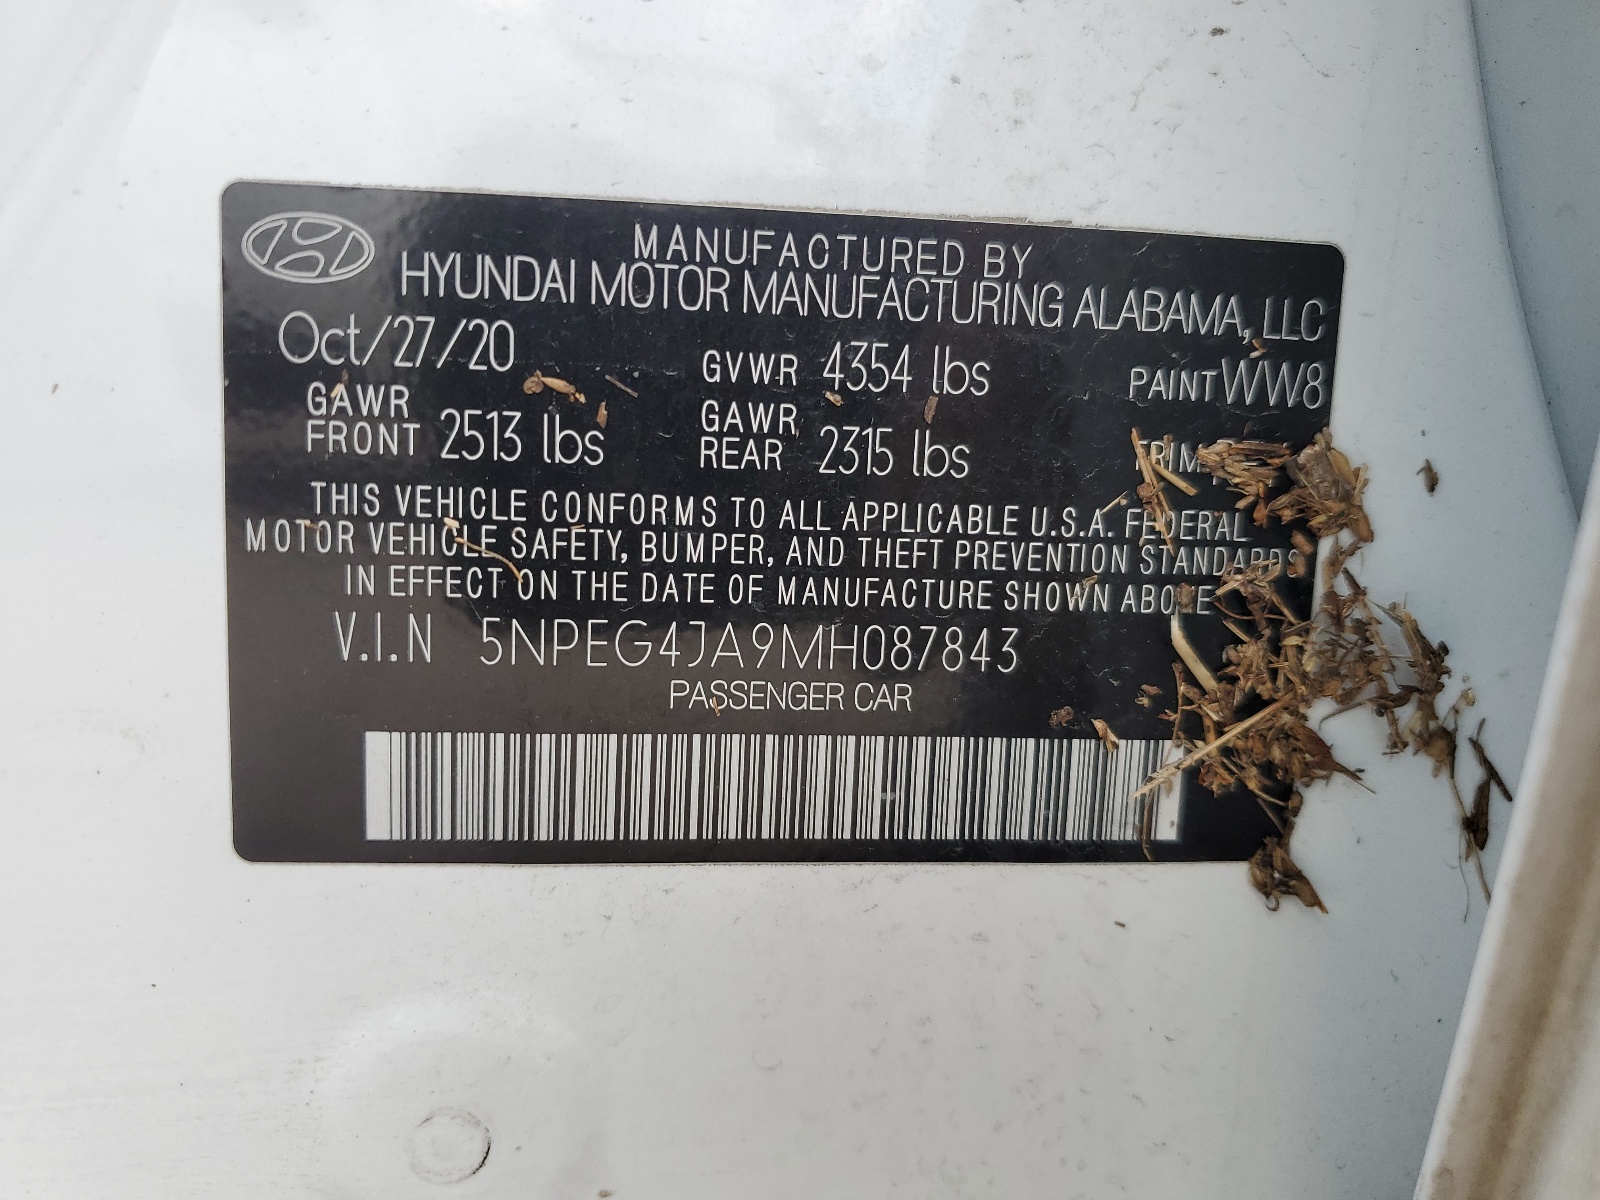 MANUFACTURED BY
HYUNDAI MOTOR MANUFACTURING ALABAMA, LLC
Oct/27/20 GVWR 4354 lbs PAINT WW8
GAWR FRONT 2513 lbs GAWR REAR 2315 lbs TRIM
THIS VEHICLE CONFORMS TO ALL APPLICABLE U.S.A. FEDERAL
MOTOR VEHICLE SAFETY, BUMPER, AND THEFT PREVENTION STANDARDS
IN EFFECT ON THE DATE OF MANUFACTURE SHOWN ABOVE
V.I.N 5NPEG4JA9MH087843
PASSENGER CAR